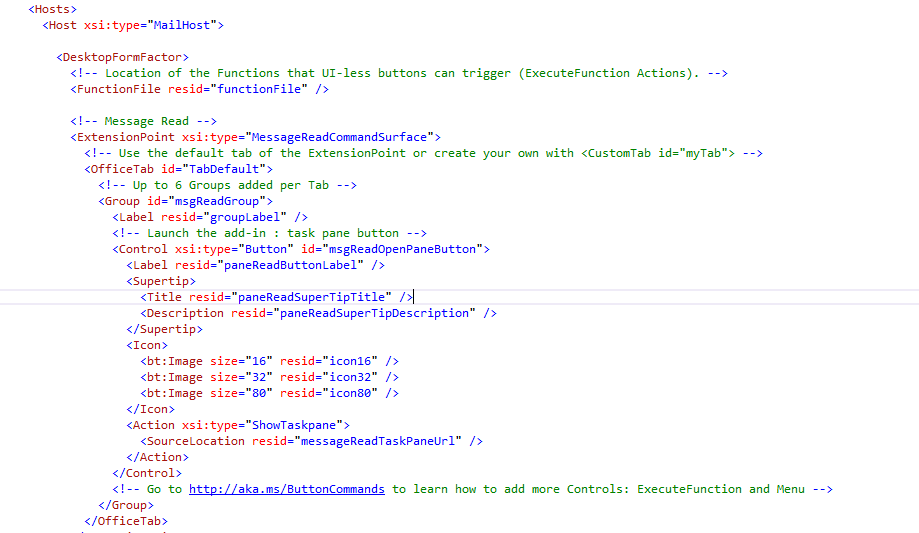 <Hosts>
<Host xsi:type="MailHost">
<DesktopFormFactor>
<!-- Location of the Functions that UI-less buttons can trigger (ExecuteFunction Actions). -->
<FunctionFile resid="functionFile" />
<!-- Message Read -->
<ExtensionPoint xsi:type="MessageReadCommandSurface">
<!-- Use the default tab of the ExtensionPoint or create your own with <CustomTab id="myTab"> -->
<OfficeTab id="TabDefault">
<!-- Up to 6 Groups added per Tab -->
<Group id="msgReadGroup">
<Label resid="groupLabel" />
<!-- Launch the add-in : task pane button -->
<Control xsi:type="Button" id="msgReadOpenPaneButton">
<Label resid="paneReadButtonLabel" />
<Supertip>
<Title resid="paneReadSuperTipTitle" />
<Description resid="paneReadSuperTipDescription" />
</Supertip>
<Icon>
<bt:Image size="16" resid="icon16" />
<bt:Image size="32" resid="icon32" />
<bt:Image size="80" resid="icon80" />
</Icon>
<Action xsi:type="ShowTaskpane">
<SourceLocation resid="messageReadTaskPaneUrl" />
</Action>
</Control>
<!-- Go to http://aka.ms/ButtonCommands to learn how to add more Controls: ExecuteFunction and Menu -->
</Group>
</OfficeTab>